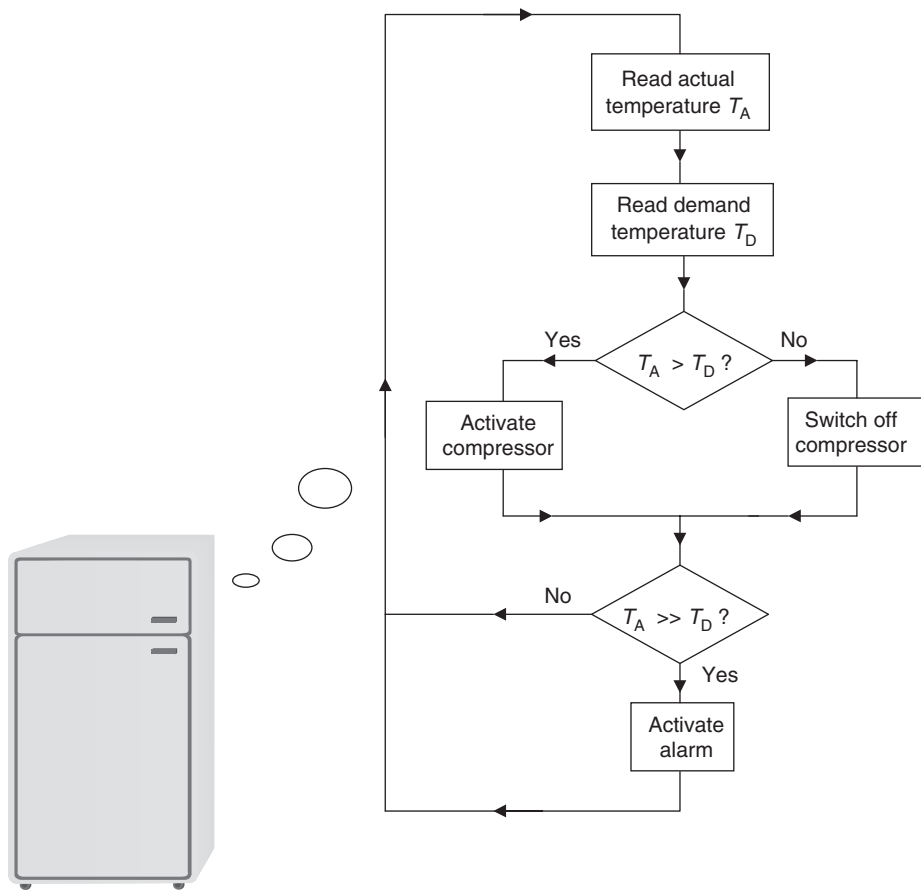 Read actual
temperature T_A
Read demand
temperature T_D
Yes
No
T_A > T_D ?
Activate
compressor
Switch off
compressor
No
T_A >> T_D ?
Yes
Activate
alarm